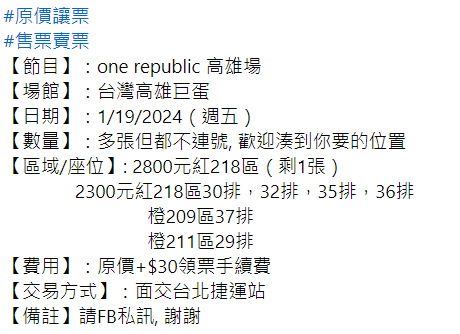 #原價讓票
#售票賣票
【節目】：one republic 高雄場
【場館】：台灣高雄巨蛋
【日期】：1/19/2024（週五）
【數量】：多張但都不連號, 歡迎湊到你要的位置
【區域/座位】: 2800元紅218區（剩1張）
2300元紅218區30排，32排，35排，36排
橙209區37排
橙211區29排
【費用】：原價+$30領票手續費
【交易方式】：面交台北捷運站
【備註】請FB私訊, 謝謝